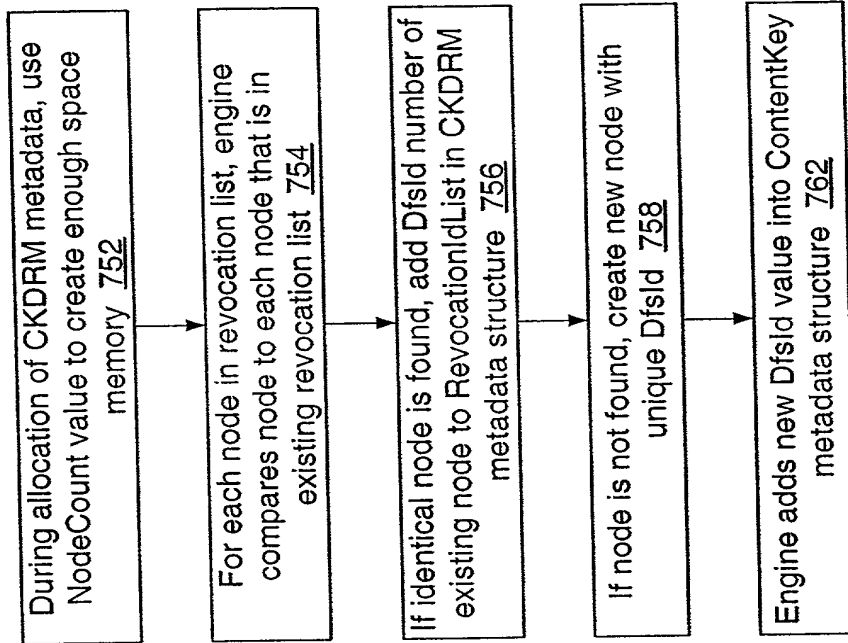 During allocation of CKDRM metadata, use
NodeCount value to create enough space
memory 752
For each node in revocation list, engine
compares node to each node that is in
existing revocation list 754
If identical node is found, add DfsId number of
existing node to RevocationIdList in CKDRM
metadata structure 756
If node is not found, create new node with
unique DfsId 758
Engine adds new DfsId value into ContentKey
metadata structure 762